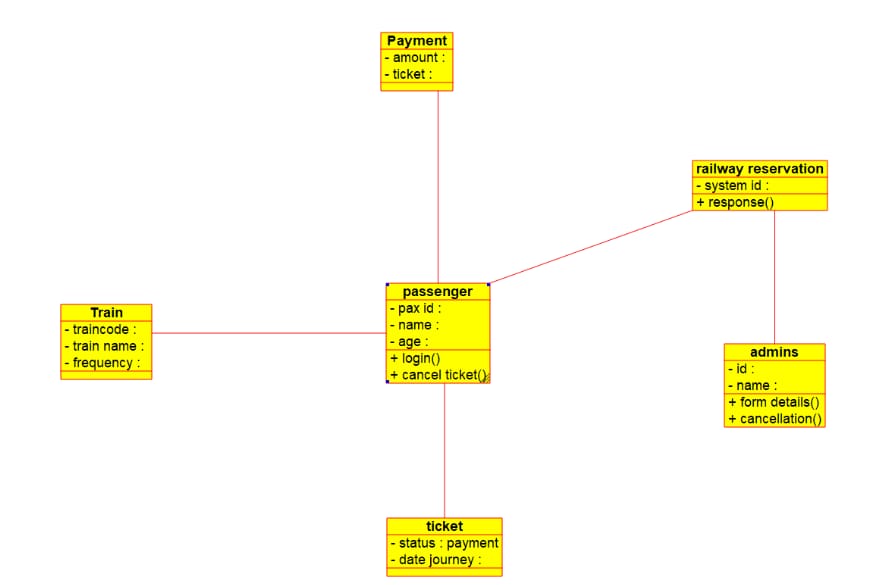 Payment
- amount :
- ticket :
railway reservation
- system id :
+ response()
passenger
- pax id :
- name :
- age :
+ login()
+ cancel ticket()
Train
- traincode :
- train name :
- frequency :
admins
- id :
- name :
+ form details()
+ cancellation()
ticket
- status : payment
- date journey :